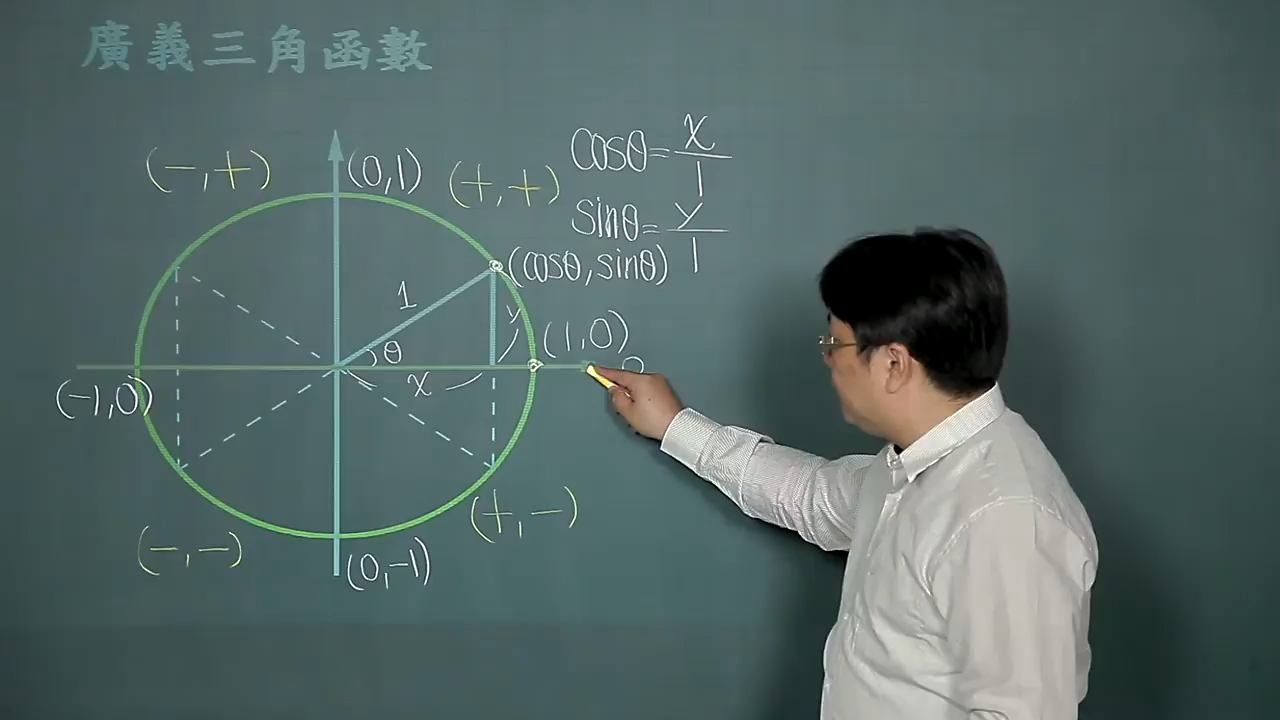 廣義三角函數
(-,+)
(0,1)
(+,+)
cosθ=x/1
sinθ=y/1
(cosθ,sinθ)
1
y
(1,0)
θ
x
(-1,0)
(+,-)
(-,-)
(0,-1)